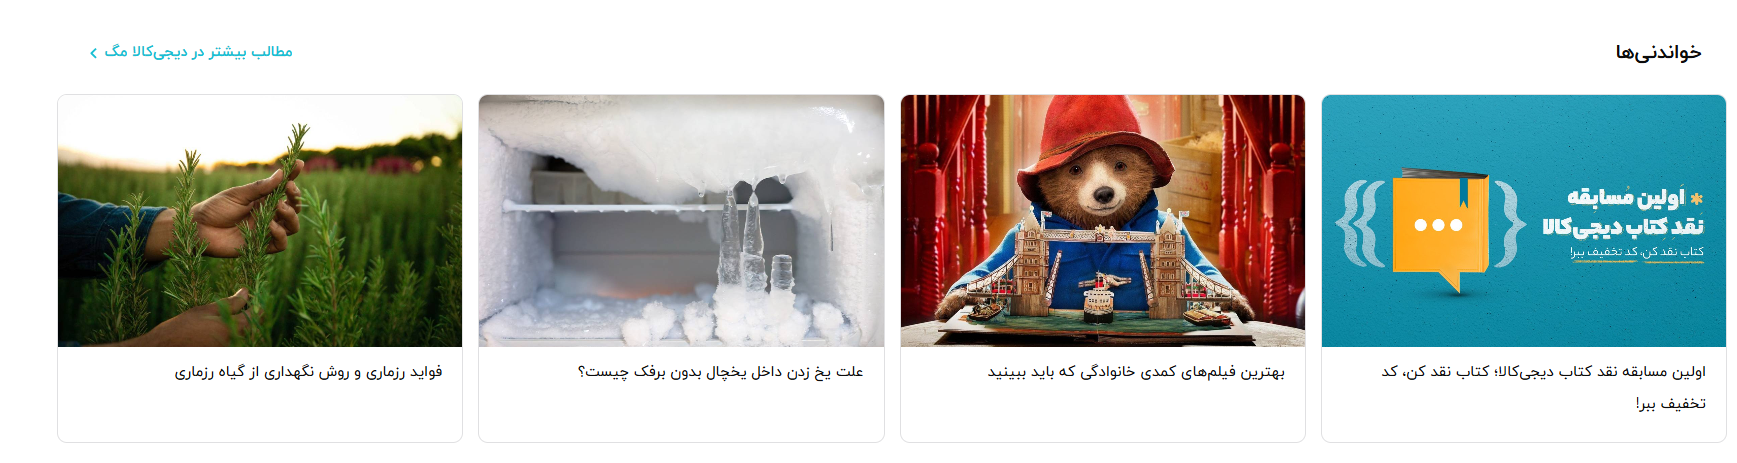 خواندنی‌ها
مطالب بیشتر در دیجی‌کالا مگ
* اولین مسابقه
نقد کتاب دیجی‌کالا
کتاب نقد کن، کد تخفیف ببر!
اولین مسابقه نقد کتاب دیجی‌کالا؛ کتاب نقد کن، کد
تخفیف ببر!
بهترین فیلم‌های کمدی خانوادگی که باید ببینید
علت یخ زدن داخل یخچال بدون برفک چیست؟
فواید رزماری و روش نگهداری از گیاه رزماری